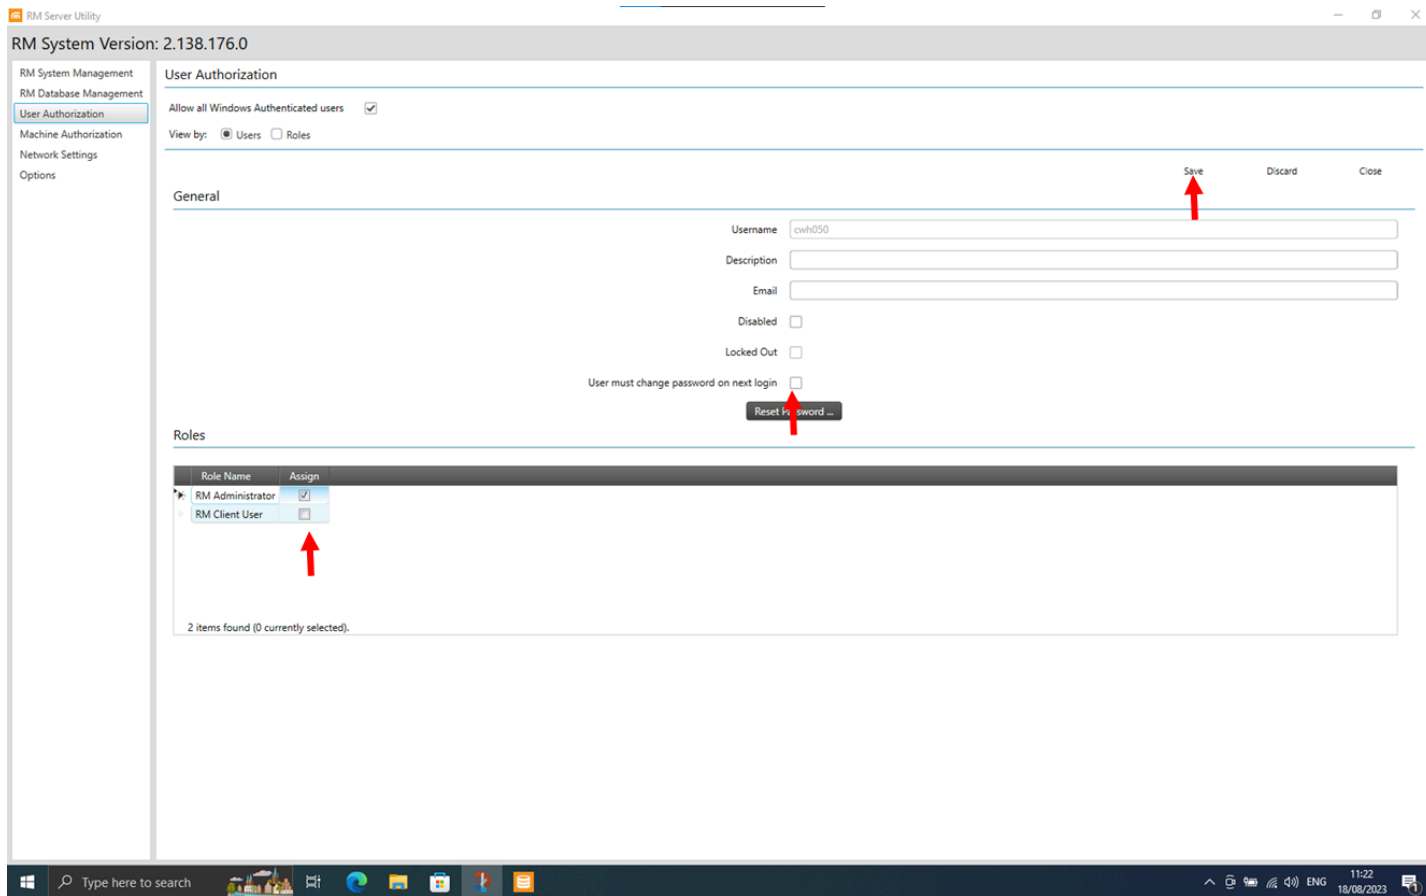 RM Server Utility
RM System Version: 2.138.176.0
RM System Management
RM Database Management
User Authorization
Machine Authorization
Network Settings
Options
User Authorization
Allow all Windows Authenticated users
View by: Users Roles
Save Discard Close
General
Username cwh050
Description
Email
Disabled
Locked Out
User must change password on next login
Reset Password ...
Roles
Role Name Assign
RM Administrator
RM Client User
2 items found (0 currently selected).
Type here to search
ENG
11:22
18/08/2023